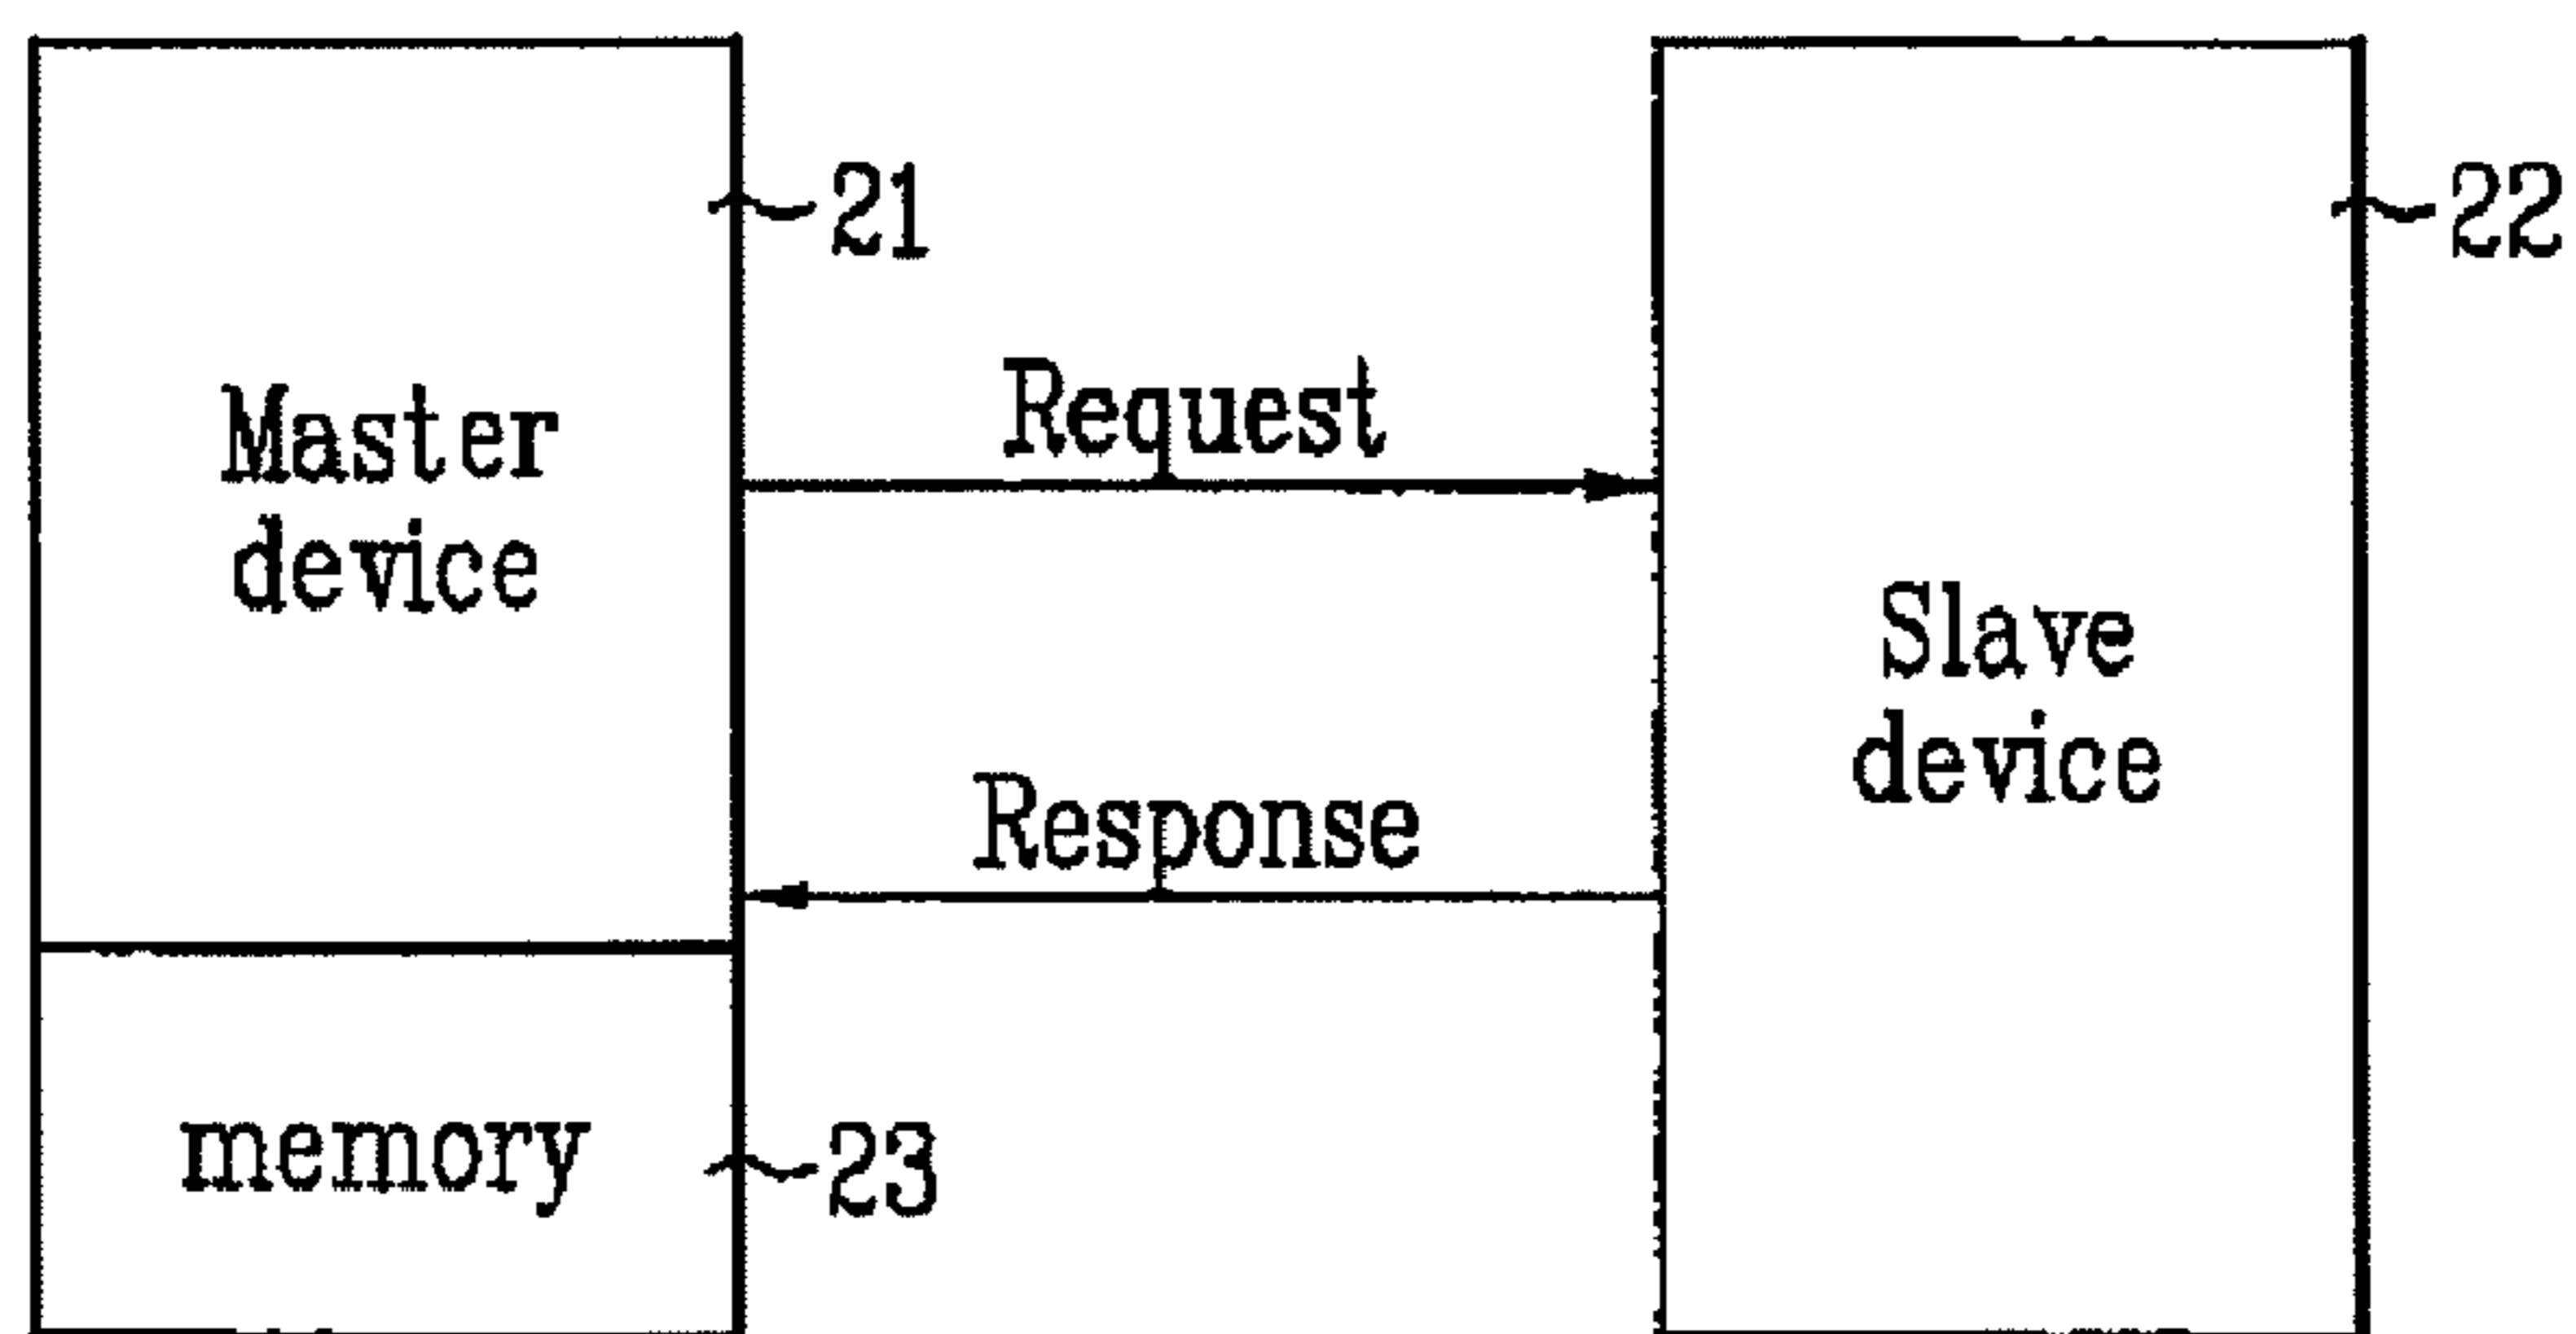 21
22
Request
Master
device
Slave
device
Response
memory
23